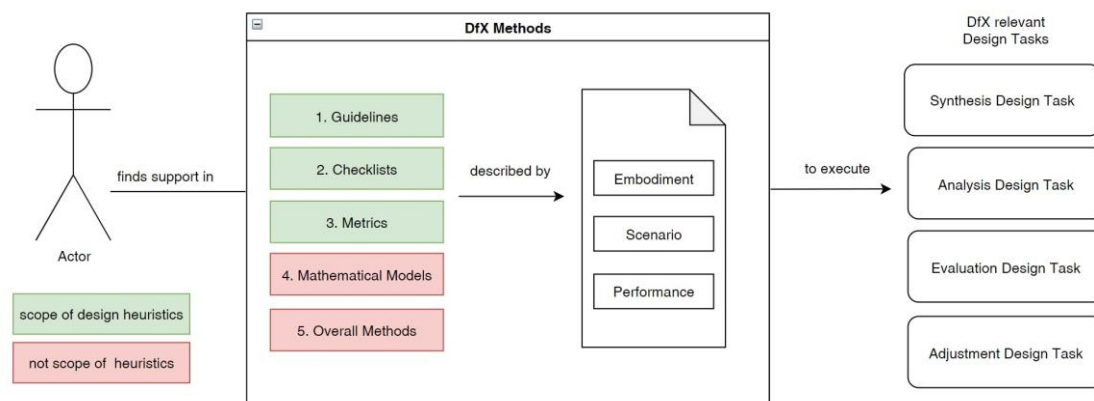 DfX Methods
DfX relevant
Design Tasks
Actor
finds support in
1. Guidelines
2. Checklists
3. Metrics
4. Mathematical Models
5. Overall Methods
described by
Embodiment
Scenario
Performance
to execute
Synthesis Design Task
Analysis Design Task
Evaluation Design Task
Adjustment Design Task
scope of design heuristics
not scope of heuristics